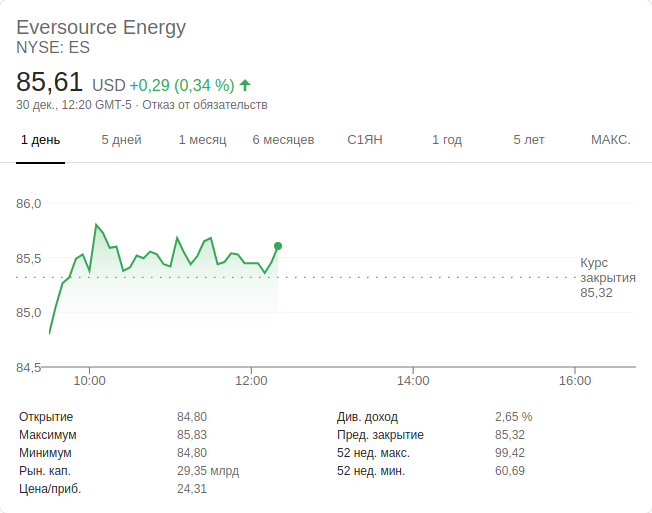 Eversource Energy
NYSE: ES
85,61 USD +0,29 (0,34 %)
30 дек., 12:20 GMT-5 · Отказ от обязательств
1 день 5 дней 1 месяц 6 месяцев С1ЯН 1 год 5 лет МАКС.
86,0
85,5
Курс
закрытия
85,32
85,0
84,5
10:00 12:00 14:00 16:00
Открытие 84,80 Див. доход 2,65 %
Максимум 85,83 Пред. закрытие 85,32
Минимум 84,80 52 нед. макс. 99,42
Рын. кап. 29,35 млрд 52 нед. мин. 60,69
Цена/приб. 24,31